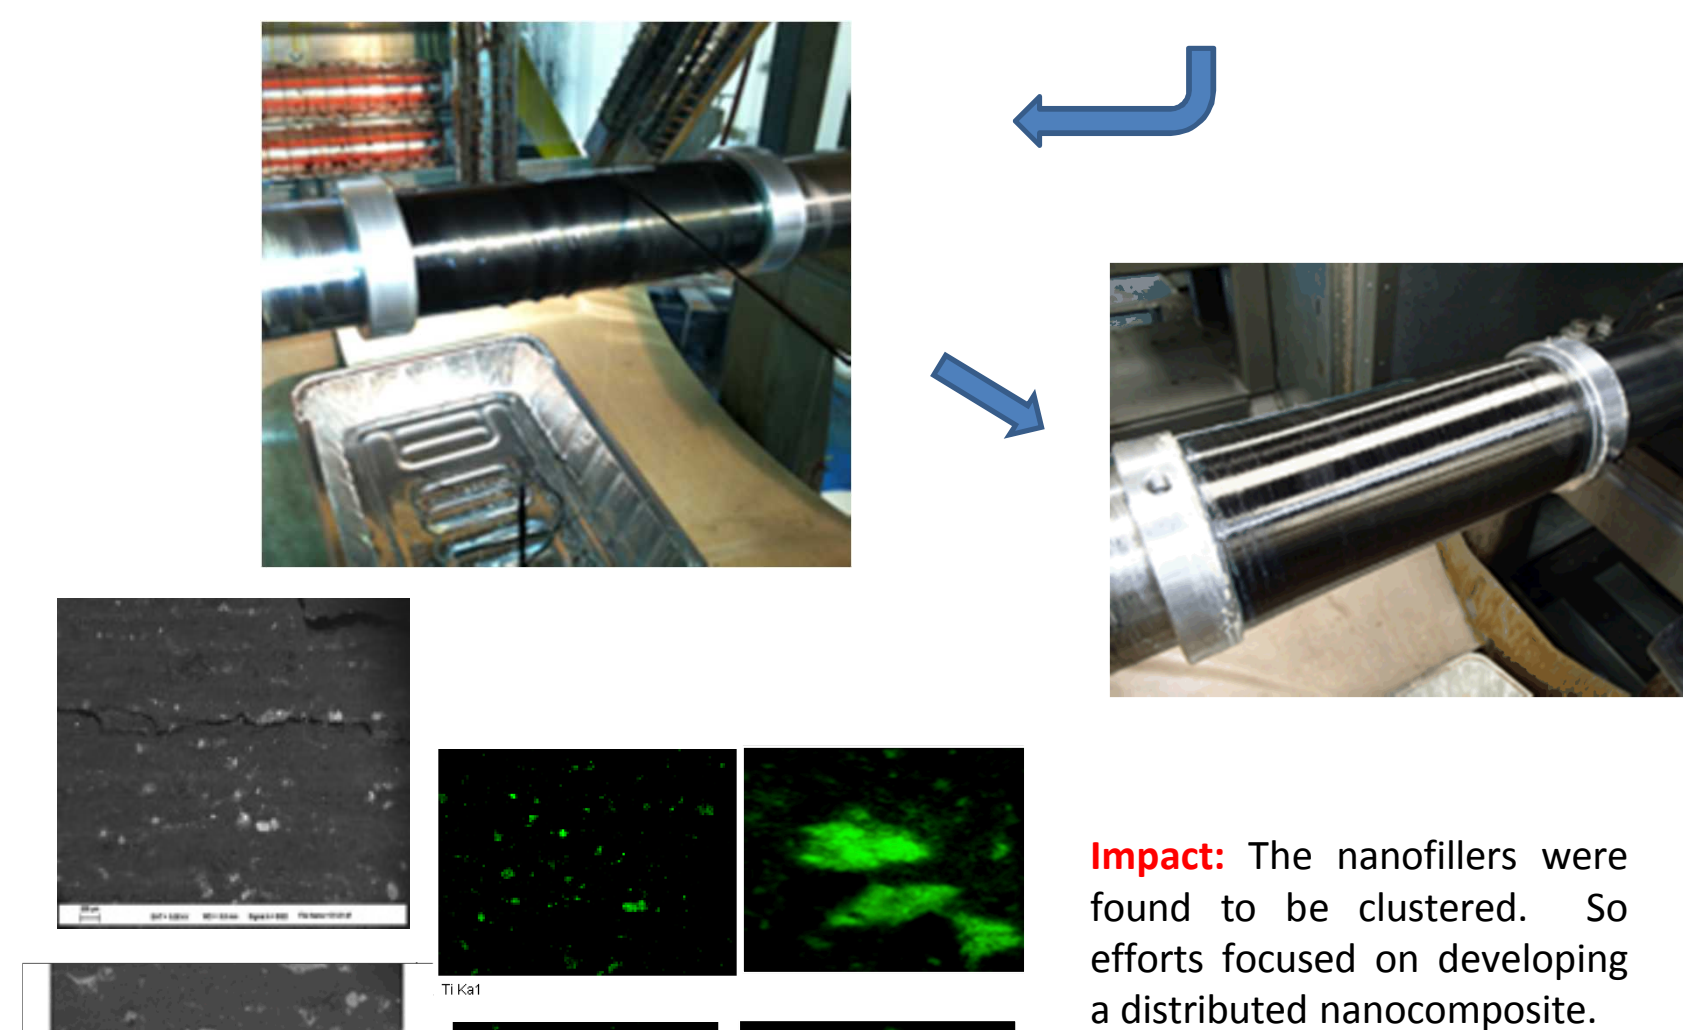 Ti Ka1
Impact: The nanofillers were
found to be clustered. So
efforts focused on developing
a distributed nanocomposite.